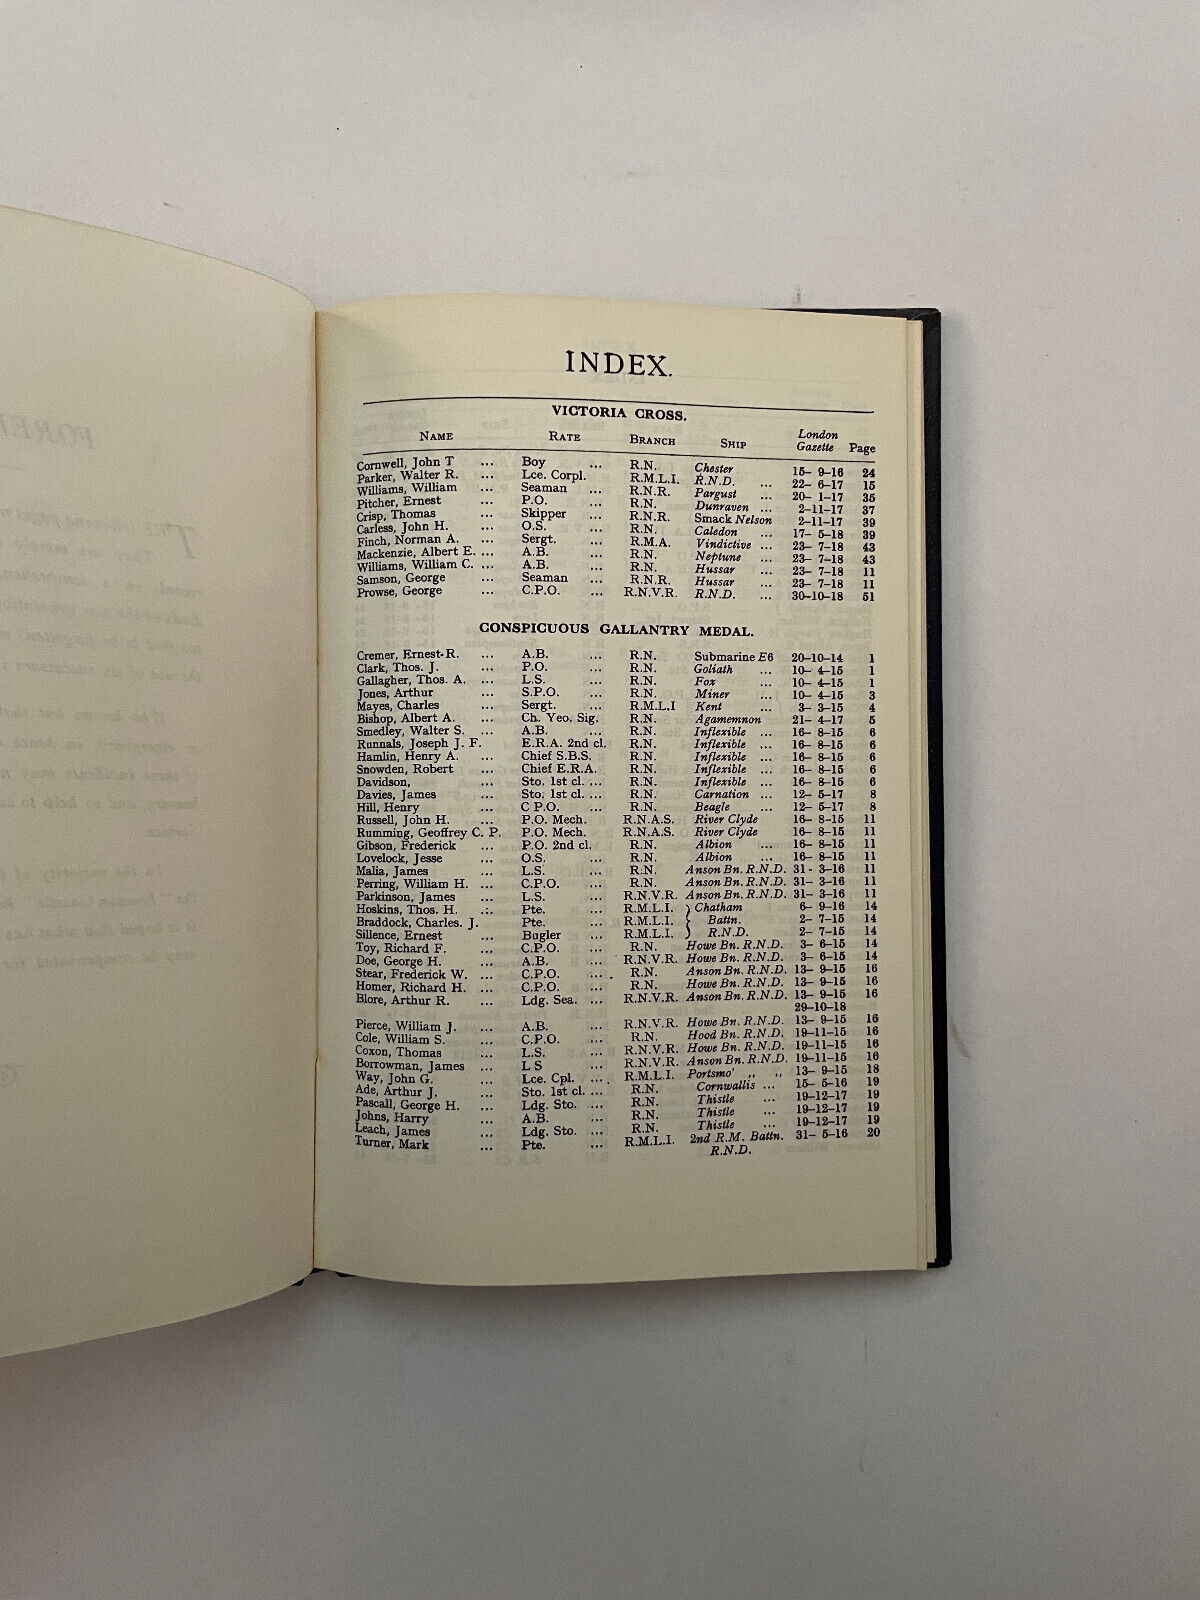 INDEX.
VICTORIA CROSS.
NAME RATE BRANCH SHIP London Gazette Page
Cornwell, John T ... Boy ... R.N. Chester 15- 9-16 24
Parker, Walter R. ... Lce. Corpl. R.M.L.I. R.N.D. ... 22- 6-17 15
Williams, William ... Seaman ... R.N.R. Pargust ... 20- 1-17 35
Pitcher, Ernest ... P.O. ... R.N. Dunraven ... 2-11-17 37
Crisp, Thomas ... Skipper ... R.N.R. Smack Nelson 2-11-17 39
Carless, John H. ... O.S. ... R.N. Caledon ... 17- 5-18 39
Finch, Norman A. ... Sergt. ... R.M.A. Vindictive ... 23- 7-18 43
Mackenzie, Albert E. ... A.B. ... R.N. Neptune ... 23- 7-18 43
Williams, William C. ... A.B. ... R.N. Hussar ... 23- 7-18 11
Samson, George ... Seaman ... R.N.R. Hussar ... 23- 7-18 11
Prowse, George ... C.P.O. ... R.N.V.R. R.N.D. ... 30-10-18 51
CONSPICUOUS GALLANTRY MEDAL.
Cremer, Ernest R. ... A.B. ... R.N. Submarine E6 20-10-14 1
Clark, Thos. J. ... P.O. ... R.N. Goliath ... 10- 4-15 1
Gallagher, Thos. A. ... L.S. ... R.N. Fox ... 10- 4-15 1
Jones, Arthur ... S.P.O. ... R.N. Miner ... 10- 4-15 3
Mayes, Charles ... Sergt. ... R.M.L.I Kent ... 3- 3-15 4
Bishop, Albert A. ... Ch. Yeo. Sig. R.N. Agamemnon 21- 4-17 5
Smedley, Walter S. ... A.B. ... R.N. Inflexible ... 16- 8-15 6
Runnals, Joseph J. F. E.R.A. 2nd cl. R.N. Inflexible ... 16- 8-15 6
Hamlin, Henry A. ... Chief S.B.S. R.N. Inflexible ... 16- 8-15 6
Snowden, Robert ... Chief E.R.A. R.N. Inflexible ... 16- 8-15 6
Davidson, ... Sto. 1st cl. ... R.N. Inflexible ... 16- 8-15 6
Davies, James ... Sto. 1st cl. ... R.N. Carnation ... 12- 5-17 8
Hill, Henry ... C P.O. ... R.N. Beagle ... 12- 5-17 8
Russell, John H. ... P.O. Mech. R.N.A.S. River Clyde 16- 8-15 11
Rumming, Geoffrey C. P. P.O. Mech. R.N.A.S. River Clyde 16- 8-15 11
Gibson, Frederick ... P.O. 2nd cl. R.N. Albion ... 16- 8-15 11
Lovelock, Jesse ... O.S. ... R.N. Albion ... 16- 8-15 11
Malia, James ... L.S. ... R.N. Anson Bn. R.N.D. 31- 3-16 11
Perring, William H. ... C.P.O. ... R.N. Anson Bn. R.N.D. 31- 3-16 11
Parkinson, James ... L.S. ... R.N.V.R. Anson Bn. R.N.D. 31- 3-16 11
Hoskins, Thos. H. ... Pte. ... R.M.L.I. Chatham 6- 9-16 14
Braddock, Charles. J. Pte. ... R.M.L.I. Battn. 2- 7-15 14
Sillence, Ernest ... Bugler ... R.M.L.I. R.N.D. 2- 7-15 14
Toy, Richard F. ... C.P.O. ... R.N. Howe Bn. R.N.D. 3- 6-15 14
Doe, George H. ... A.B. ... R.N.V.R. Howe Bn. R.N.D. 3- 6-15 14
Stear, Frederick W. ... C.P.O. ... R.N. Anson Bn. R.N.D. 13- 9-15 16
Homer, Richard H. ... C.P.O. ... R.N. Howe Bn. R.N.D. 13- 9-15 16
Blore, Arthur R. ... Ldg. Sea. ... R.N.V.R. Anson Bn. R.N.D. 13- 9-15 16
29-10-18
Pierce, William J. ... A.B. ... R.N.V.R. Howe Bn. R.N.D. 13- 9-15 16
Cole, William S. ... C.P.O. ... R.N. Hood Bn. R.N.D. 19-11-15 16
Coxon, Thomas ... L.S. ... R.N.V.R. Howe Bn. R.N.D. 19-11-15 16
Borrowman, James ... L S ... R.N.V.R. Anson Bn. R.N.D. 19-11-15 16
Way, John G. ... Lce. Cpl. ... R.M.L.I. Portsmo' „ „ 13- 9-15 18
Ade, Arthur J. ... Sto. 1st cl. ... R.N. Cornwallis ... 15- 5-16 19
Pascall, George H. ... Ldg. Sto. ... R.N. Thistle ... 19-12-17 19
Johns, Harry ... A.B. ... R.N. Thistle ... 19-12-17 19
Leach, James ... Ldg. Sto. ... R.N. Thistle ... 19-12-17 19
Turner, Mark ... Pte. ... R.M.L.I. 2nd R.M. Battn. 31- 5-16 20
R.N.D.